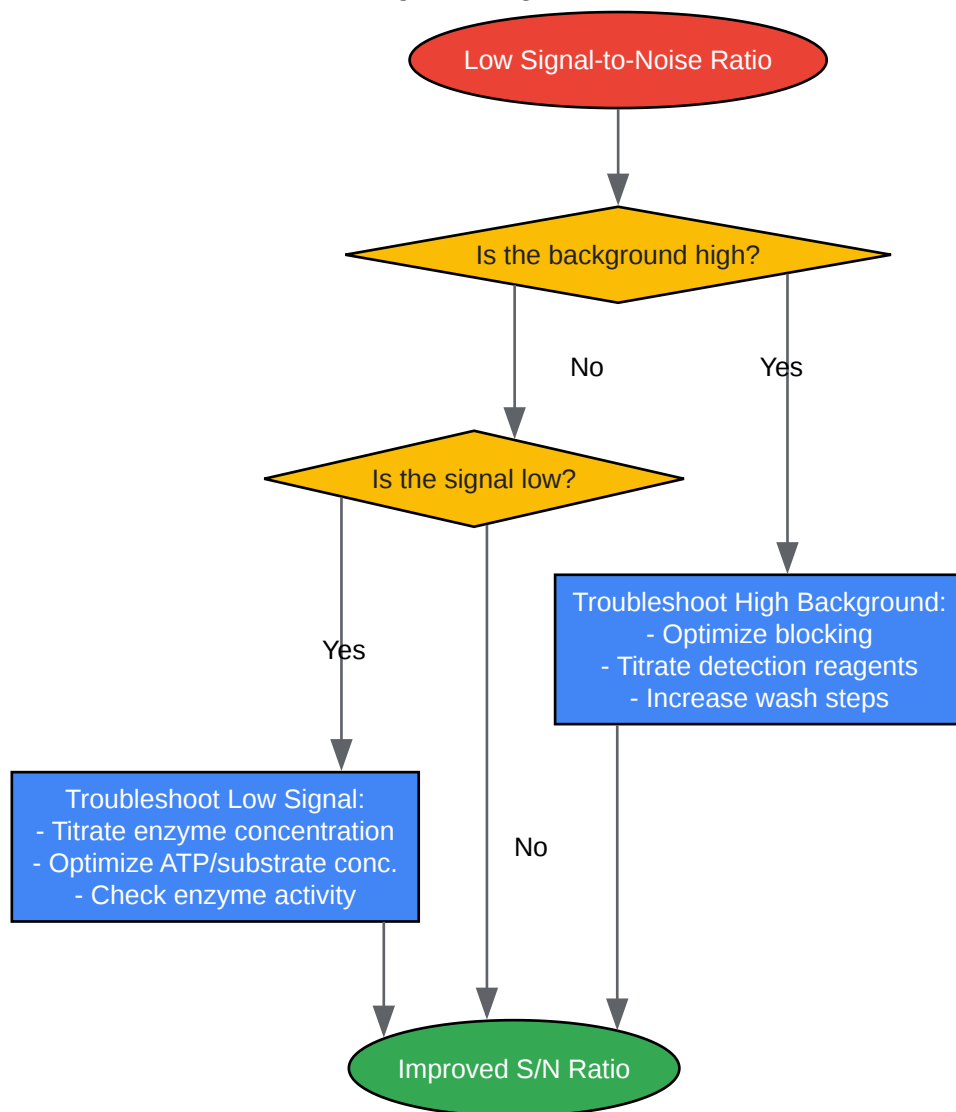 Low Signal-to-Noise Ratio
Is the background high?
No
Yes
Is the signal low?
Troubleshoot High Background:
- Optimize blocking
- Titrate detection reagents
- Increase wash steps
Yes
Troubleshoot Low Signal:
- Titrate enzyme concentration
- Optimize ATP/substrate conc.
- Check enzyme activity
No
Improved S/N Ratio